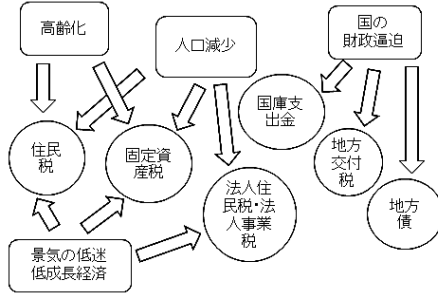 高齢化
人口減少
国の
財政逼迫
国庫支
出金
住民
税
固定資
産税
地方
交付
税
法人住
民税・法
人事業
税
地方
債
景気の低迷
低成長経済